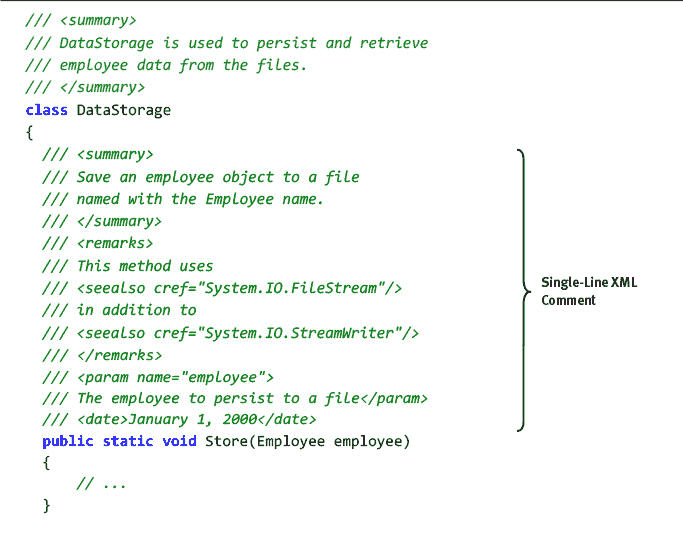 /// <summary>
/// DataStorage is used to persist and retrieve
/// employee data from the files.
/// </summary>
class DataStorage
{
/// <summary>
/// Save an employee object to a file
/// named with the Employee name.
/// </summary>
/// <remarks>
/// This method uses
/// <seealso cref="System.IO.FileStream"/>
/// in addition to
/// <seealso cref="System.IO.StreamWriter"/>
/// </remarks>
/// <param name="employee">
/// The employee to persist to a file</param>
/// <date>January 1, 2000</date>
public static void Store(Employee employee)
{
// ...
}
Single-Line XML
Comment